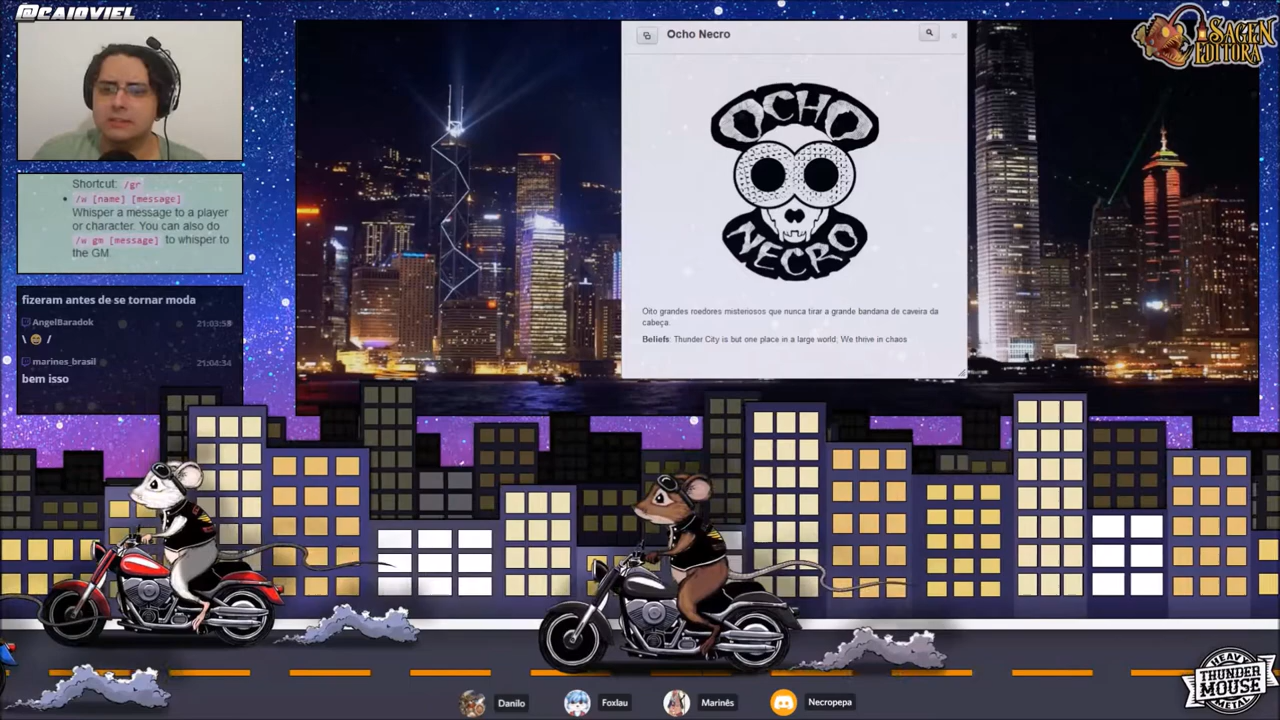 @CAIOVIEL
Shortcut: /gr
• /w [name] [message]
Whisper a message to a player
or character. You can also do
/w gm [message] to whisper to
the GM
fizeram antes de se tornar moda
AngelBaradok 21:03:58
\ /
marines_brasil 21:04:34
bem isso
Ocho Necro
OCHO
NECRO
Oito grandes roedores misteriosos que nunca tirar a grande bandana de caveira da
cabeça.
Beliefs: Thunder City is but one place in a large world; We thrive in chaos
ISAGEN
EDITORA
HEAVY
THUNDER
MOUSE
METAL
Danilo
Foxlau
Marinês
Necropepa